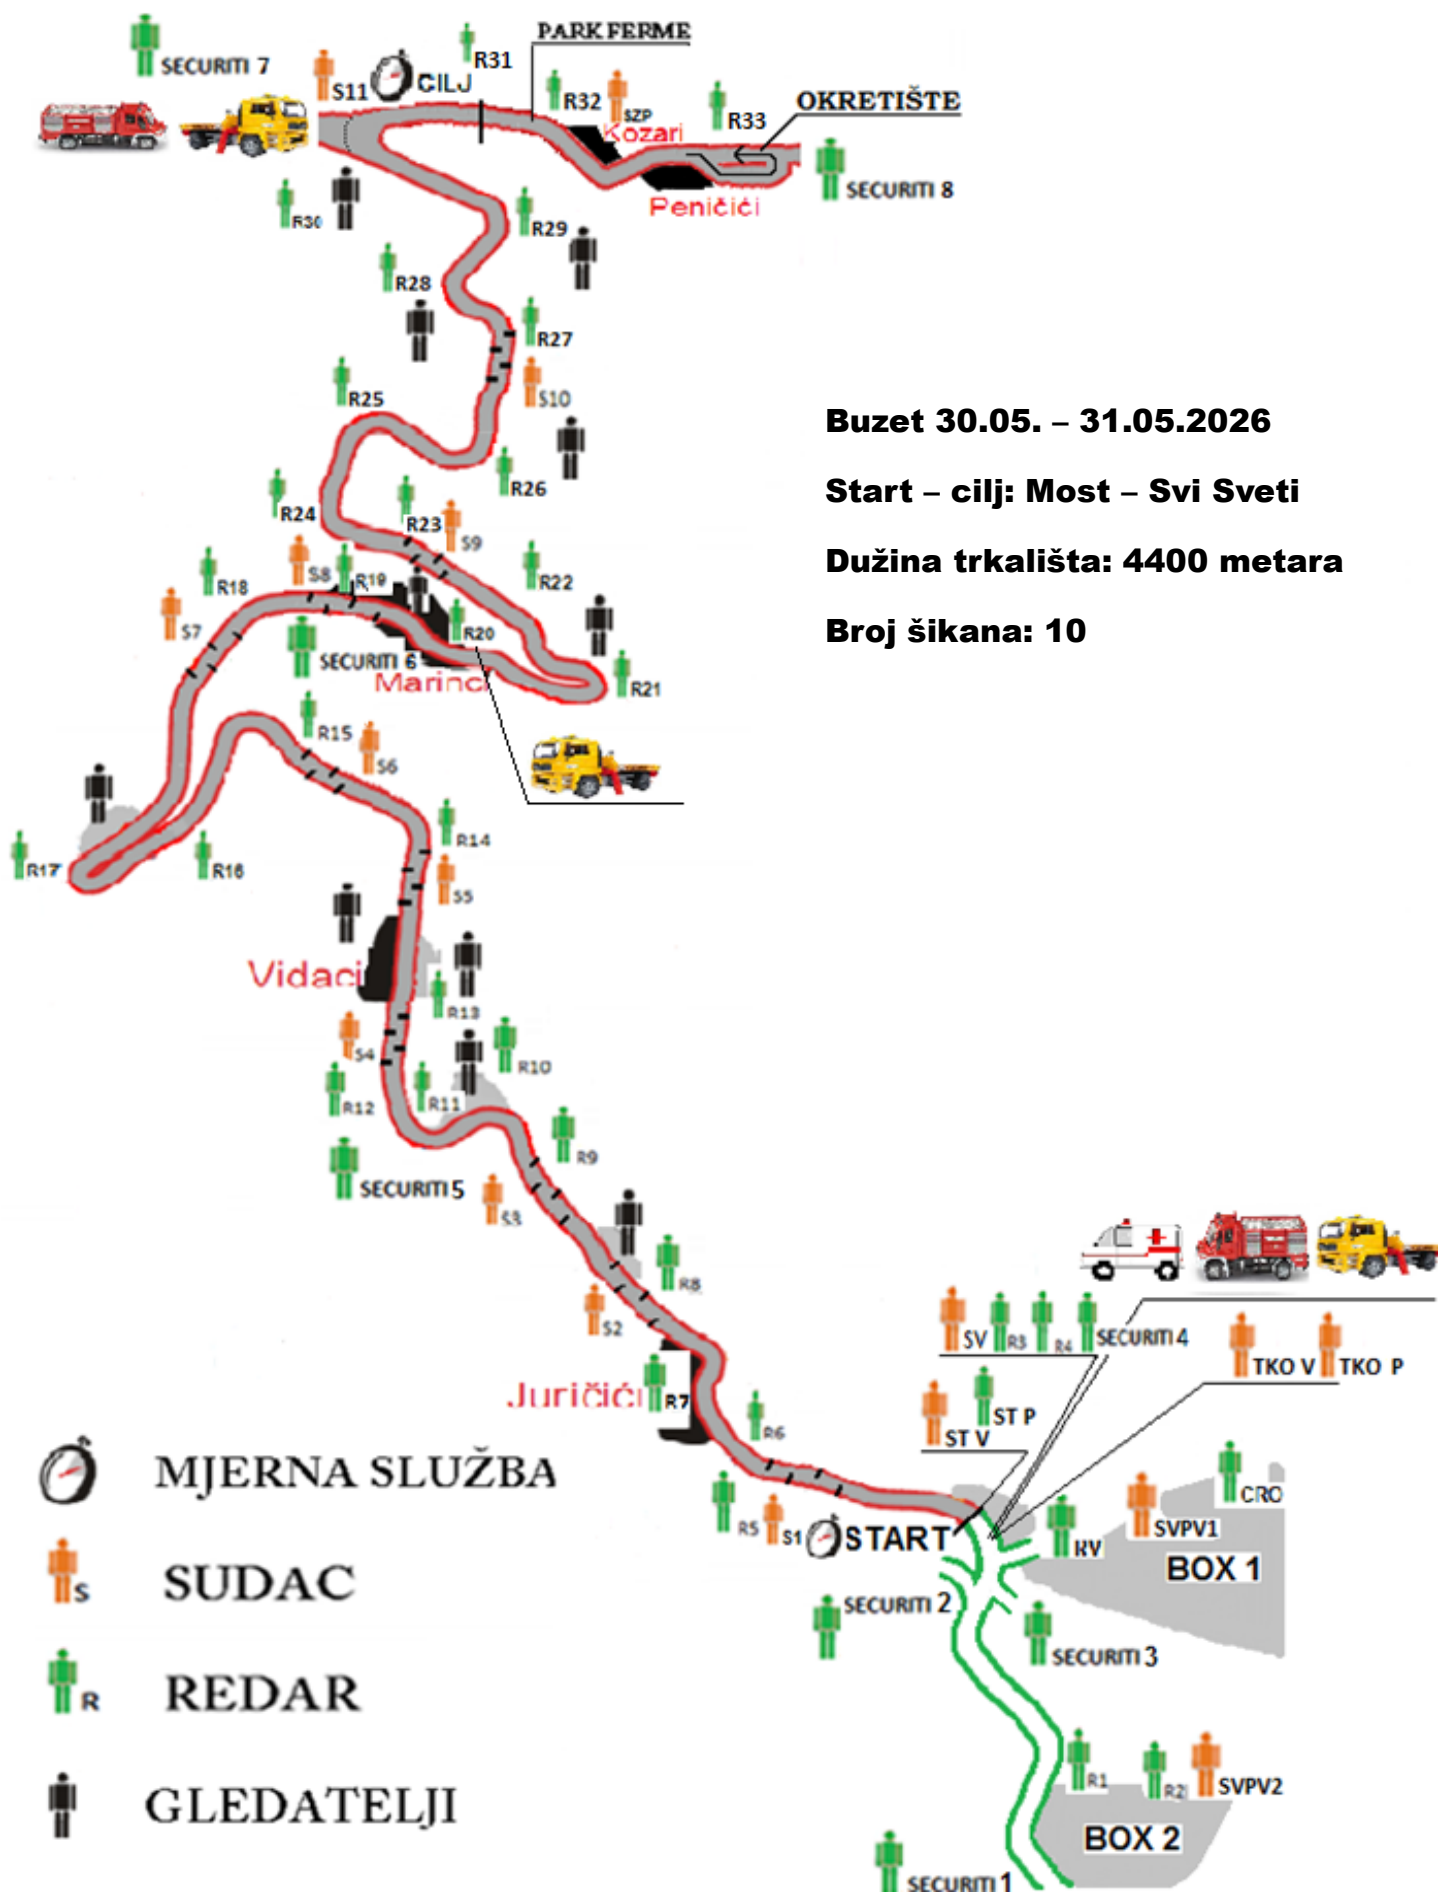 PARK FERME
SECURITI 7
S11
CILJ
R31
R32
SZP
Kozari
R33
OKRETIŠTE
SECURITI 8
Peničići
R30
R29
R28
R27
R25
S10
R26
R24
R23
S9
R22
R18
S8
R19
S7
R20
SECURITI 6
Marinci
R21
R15
S6
R14
R17
R16
S5
Vidaci
R13
S4
R10
R12
R11
R9
SECURITI 5
S3
R8
S2
Juričići
R7
R6
R5
S1
START
Buzet 30.05. – 31.05.2026
Start – cilj: Most – Svi Sveti
Dužina trkališta: 4400 metara
Broj šikana: 10
SV
R3
R4
SECURITI 4
TKO V
TKO P
ST P
ST V
CRO
SVPV1
KV
BOX 1
SECURITI 2
SECURITI 3
R1
R2
SVPV2
BOX 2
SECURITI 1
MJERNA SLUŽBA
S
SUDAC
R
REDAR
GLEDATELJI